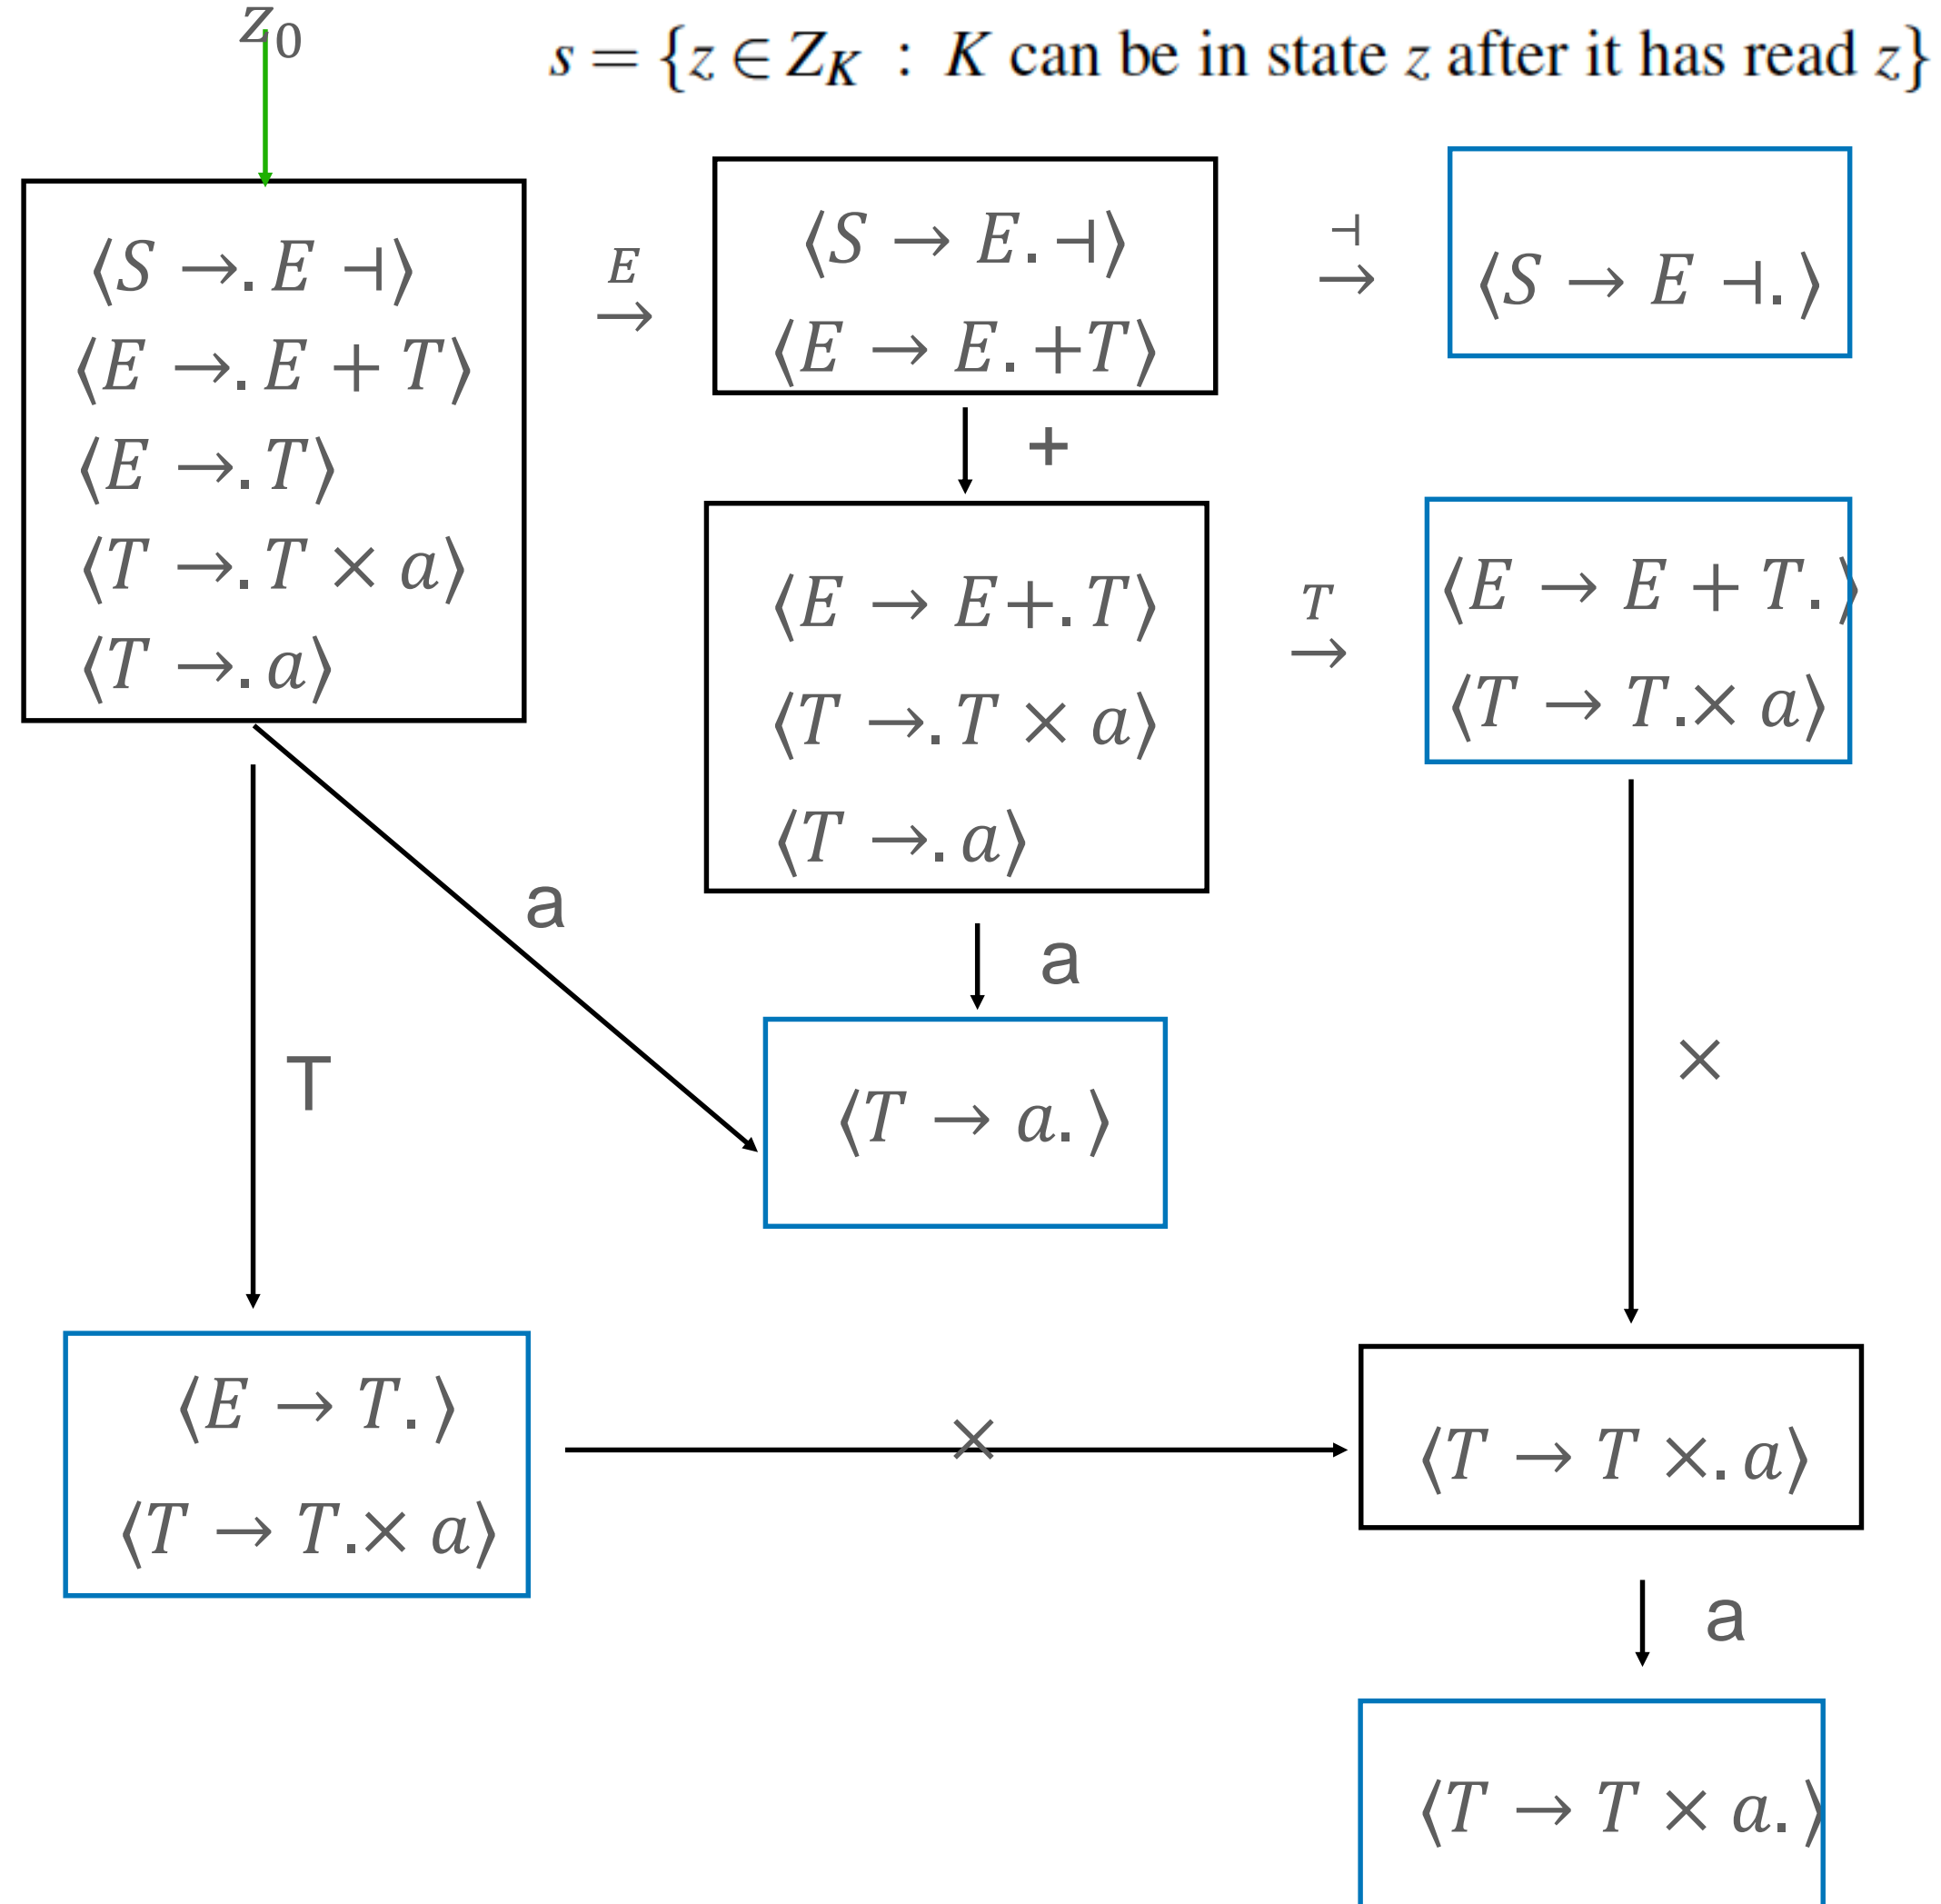 z₀
s = {z ∈ Z_K : K can be in state z after it has read z}
⟨S →. E ⊣⟩
⟨E →. E + T⟩
⟨E →. T⟩
⟨T →. T × a⟩
⟨T →. a⟩
E
→
⟨S → E. ⊣⟩
⟨E → E. +T⟩
⊣
→
⟨S → E ⊣. ⟩
+
⟨E → E+. T⟩
⟨T →. T × a⟩
⟨T →. a⟩
T
→
⟨E → E + T. ⟩
⟨T → T.× a⟩
a
a
⟨T → a. ⟩
T
×
⟨E → T. ⟩
⟨T → T.× a⟩
×
⟨T → T ×. a⟩
a
⟨T → T × a. ⟩